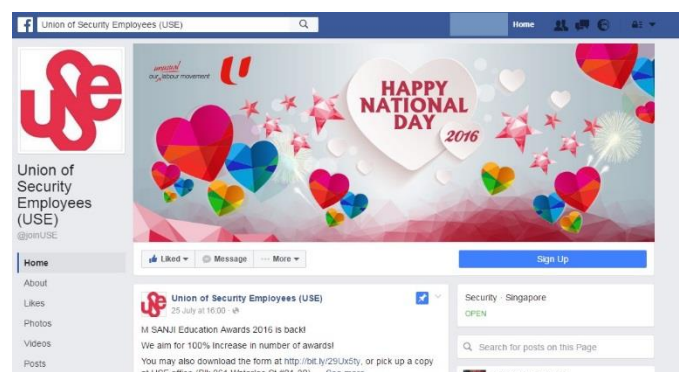 Union of Security Employees (USE)
Home
use
unusual
our labour movement
U
HAPPY
NATIONAL
DAY
2016
Union of
Security
Employees
(USE)
@joinUSE
Home
About
Likes
Photos
Videos
Posts
Liked
Message
··· More
Sign Up
Union of Security Employees (USE)
25 July at 16:00 ·
M SANJI Education Awards 2016 is back!
We aim for 100% Increase in number of awards!
You may also download the form at http://bit.ly/29Ux5ty, or pick up a copy
Security · Singapore
OPEN
Search for posts on this Page